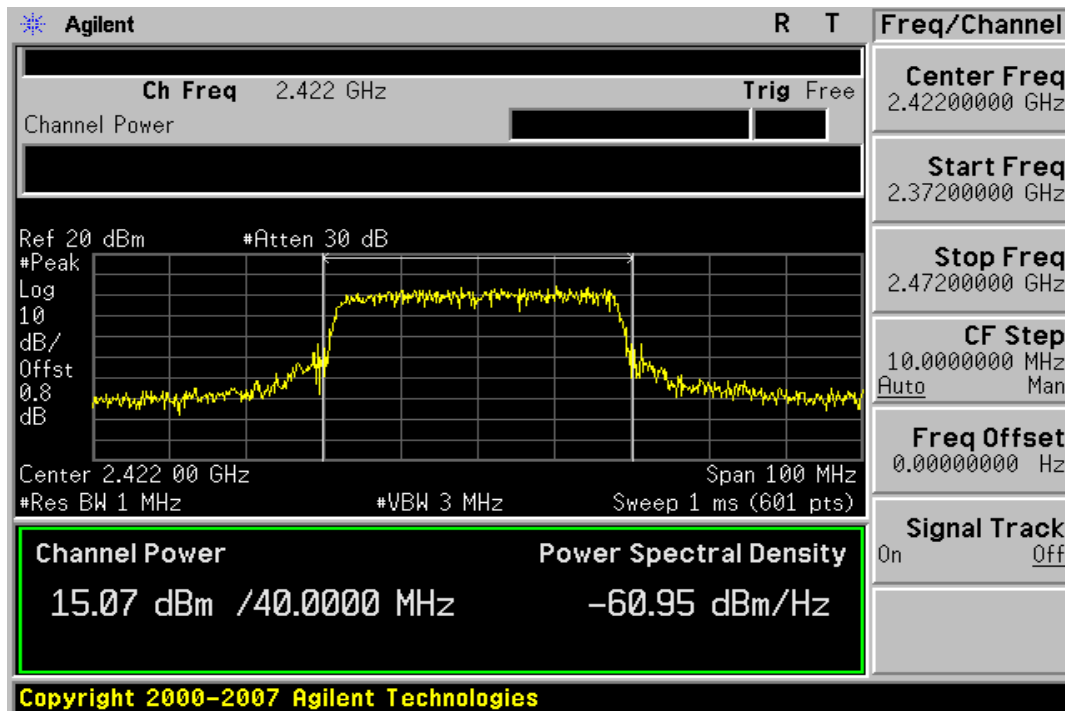 Agilent
R T
Freq/Channel
Ch Freq 2.422 GHz
Trig Free
Channel Power
Center Freq
2.42200000 GHz
Start Freq
2.37200000 GHz
Stop Freq
2.47200000 GHz
CF Step
10.0000000 MHz
Auto Man
Freq Offset
0.00000000 Hz
Signal Track
On Off
Ref 20 dBm
#Atten 30 dB
#Peak
Log
10
dB/
Offst
0.8
dB
Center 2.422 00 GHz
Span 100 MHz
#Res BW 1 MHz
#VBW 3 MHz
Sweep 1 ms (601 pts)
Channel Power
Power Spectral Density
15.07 dBm /40.0000 MHz
-60.95 dBm/Hz
Copyright 2000-2007 Agilent Technologies